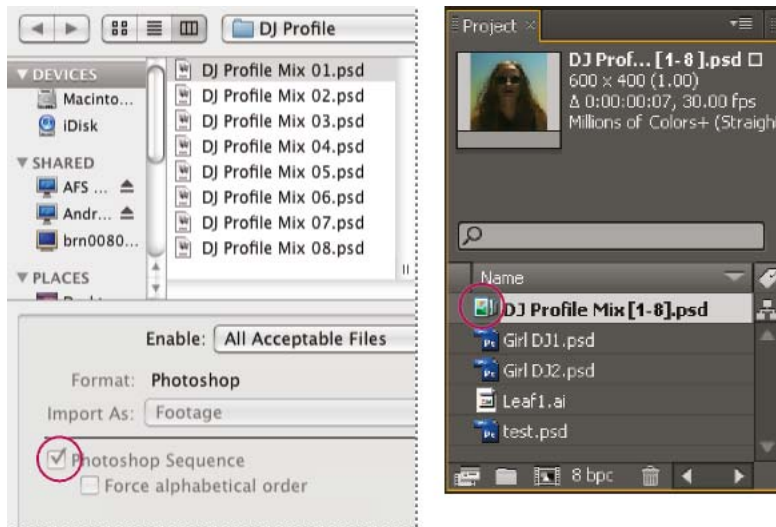 DJ Profile
DEVICES
Macinto...
iDisk
SHARED
AFS ...
Andr...
brn0080...
PLACES
DJ Profile Mix 01.psd
DJ Profile Mix 02.psd
DJ Profile Mix 03.psd
DJ Profile Mix 04.psd
DJ Profile Mix 05.psd
DJ Profile Mix 06.psd
DJ Profile Mix 07.psd
DJ Profile Mix 08.psd
Enable: All Acceptable Files
Format: Photoshop
Import As: Footage
Photoshop Sequence
Force alphabetical order
Project
DJ Prof... [1-8].psd
600 × 400 (1.00)
Δ 0:00:00:07, 30.00 fps
Millions of Colors+ (Straigh
Name
DJ Profile Mix[1-8].psd
Girl DJ1.psd
Girl DJ2.psd
Leaf1.ai
test.psd
8 bpc